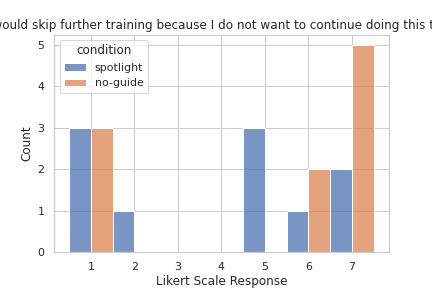 would skip further training because I do not want to continue doing this
5
4
3
2
1
0
Count
condition
spotlight
no-guide
1 2 3 4 5 6 7
Likert Scale Response